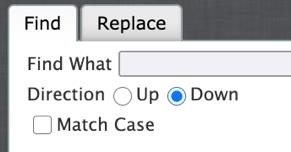 Find Replace
Find What
Direction Up Down
Match Case